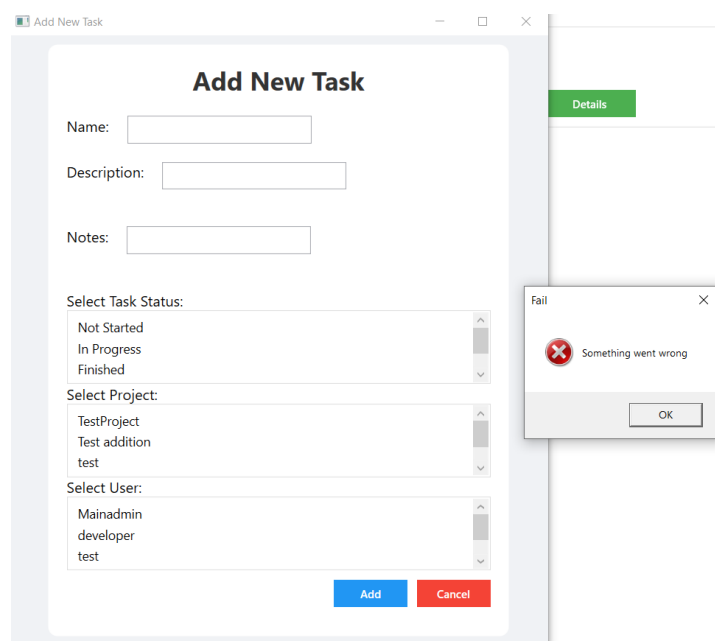 Add New Task
Add New Task
Details
Name:
Description:
Notes:
Select Task Status:
Not Started
In Progress
Finished
Select Project:
TestProject
Test addition
test
Select User:
Mainadmin
developer
test
Add
Cancel
Fail
Something went wrong
OK